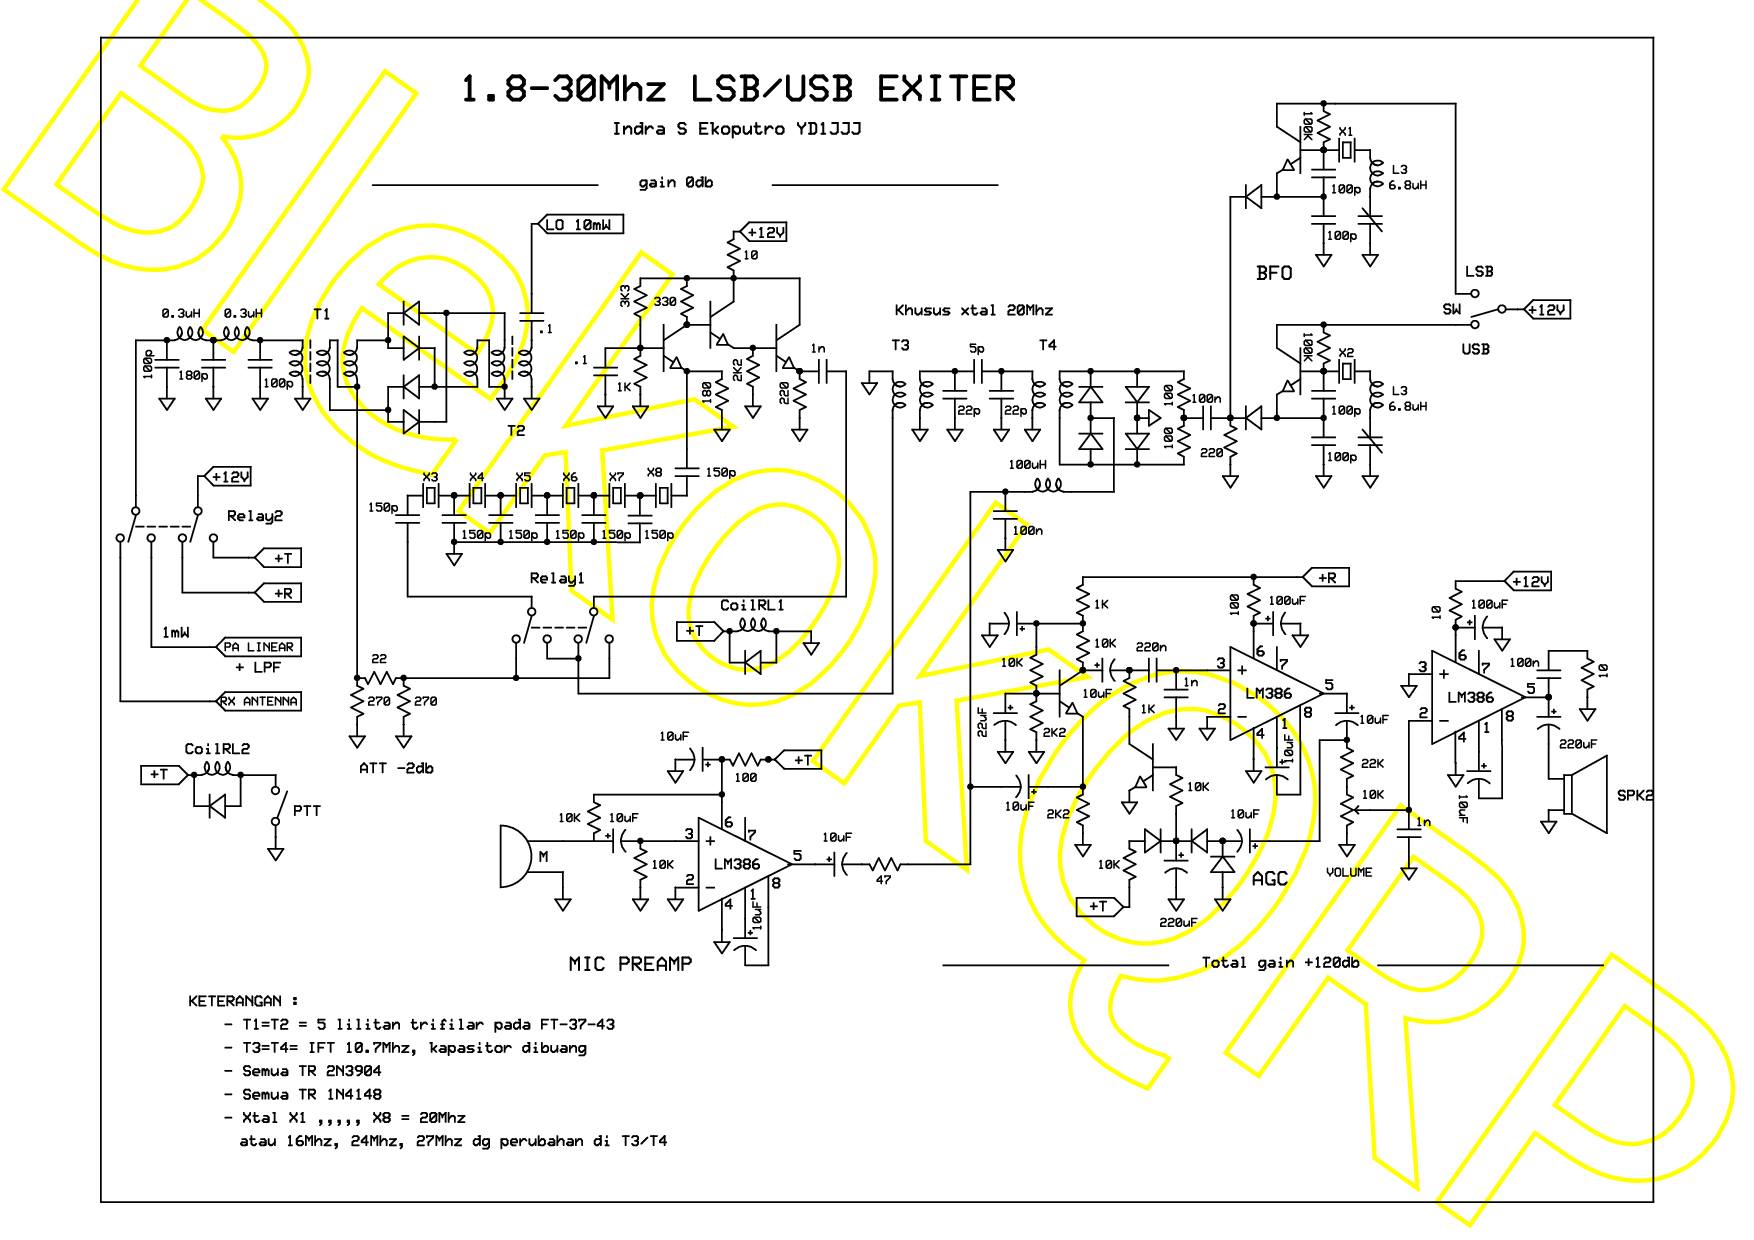 1.8-30Mhz LSB/USB EXITER
Indra S Ekoputro YD1JJJ
gain 0db
LO 10mW
+12V
10
3K3
330
.1
1K
180
2K2
220
1n
0.3uH
0.3uH
T1
.1
100p
180p
100p
T2
Khusus xtal 20Mhz
T3
5p
T4
22p
22p
100
100
100n
220
100uH
100n
100K
X1
L3
6.8uH
100p
100p
BFO
LSB
SW
+12V
USB
100K
X2
L3
6.8uH
100p
100p
X3
X4
X5
X6
X7
X8
150p
150p
150p
150p
150p
150p
150p
+12V
Relay2
+T
+R
1mW
PA LINEAR
+ LPF
RX ANTENNA
Relay1
CoilRL1
+T
22
270
270
ATT -2db
CoilRL2
+T
PTT
10uF
100
+T
10K
10uF
M
10K
3
+
2
-
LM386
6
7
5
8
4
1
10uF
10uF
47
MIC PREAMP
1K
10K
10K
10uF
220n
1n
22uF
2K2
1K
10uF
2K2
10K
10K
+T
220uF
10uF
AGC
+R
100
100uF
3
+
2
-
LM386
6
7
5
8
4
1
10uF
10uF
22K
10K
VOLUME
1n
+12V
10
100uF
3
+
2
-
LM386
6
7
5
8
4
1
10uF
100n
10
220uF
SPK2
Total gain +120db
KETERANGAN :
- T1=T2 = 5 lilitan trifilar pada FT-37-43
- T3=T4= IFT 10.7Mhz, kapasitor dibuang
- Semua TR 2N3904
- Semua TR 1N4148
- Xtal X1 ,,,,, X8 = 20Mhz
atau 16Mhz, 24Mhz, 27Mhz dg perubahan di T3/T4